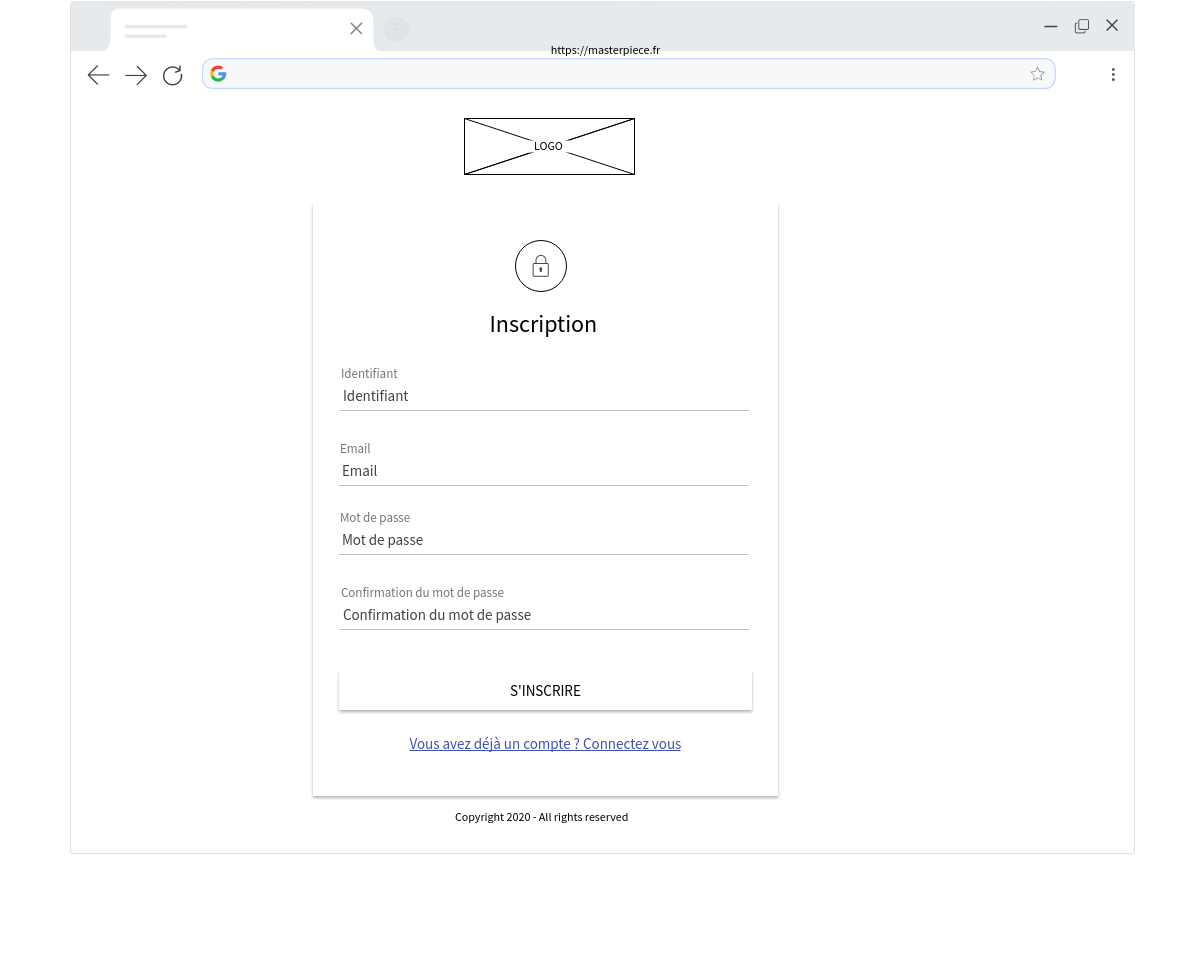 https://masterpiece.fr
LOGO
Inscription
Identifiant
Identifiant
Email
Email
Mot de passe
Mot de passe
Confirmation du mot de passe
Confirmation du mot de passe
S'INSCRIRE
Vous avez déjà un compte ? Connectez vous
Copyright 2020 - All rights reserved